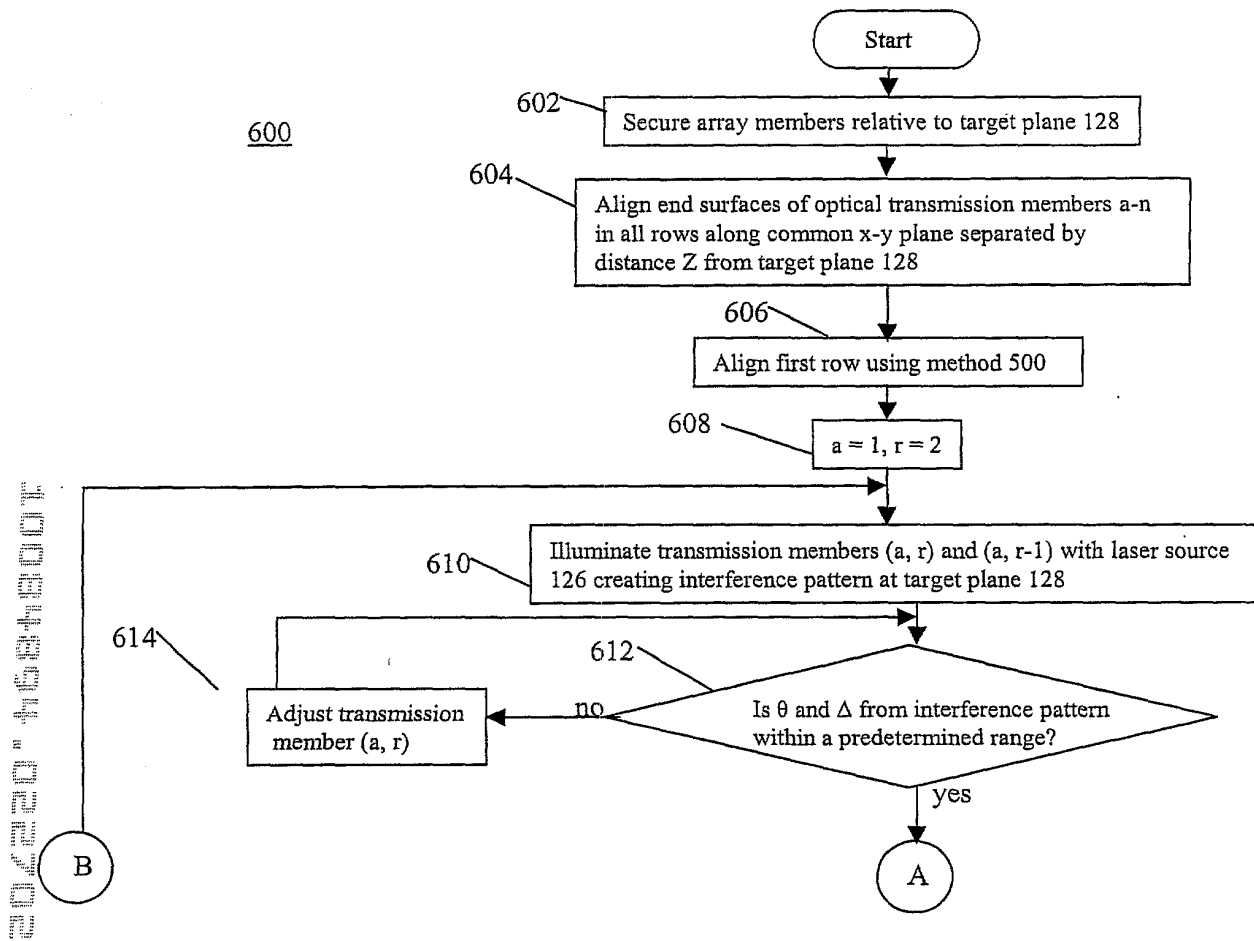 Start
602
Secure array members relative to target plane 128
600
604
Align end surfaces of optical transmission members a-n
in all rows along common x-y plane separated by
distance Z from target plane 128
606
Align first row using method 500
608
a = 1, r = 2
610
Illuminate transmission members (a, r) and (a, r-1) with laser source
126 creating interference pattern at target plane 128
614
612
Adjust transmission
member (a, r)
no
Is θ and Δ from interference pattern
within a predetermined range?
yes
B
A